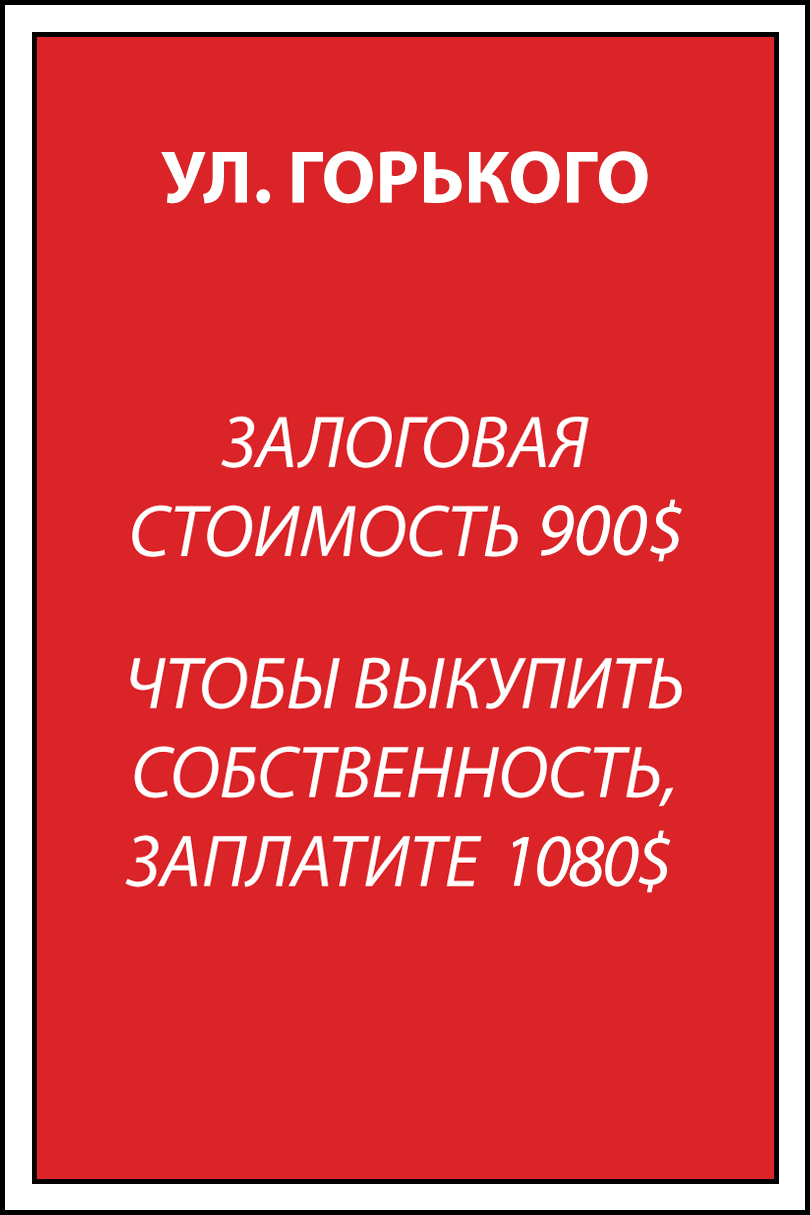 УЛ. ГОРЬКОГО
ЗАЛОГОВАЯ
СТОИМОСТЬ 900$
ЧТОБЫ ВЫКУПИТЬ
СОБСТВЕННОСТЬ,
ЗАПЛАТИТЕ 1080$